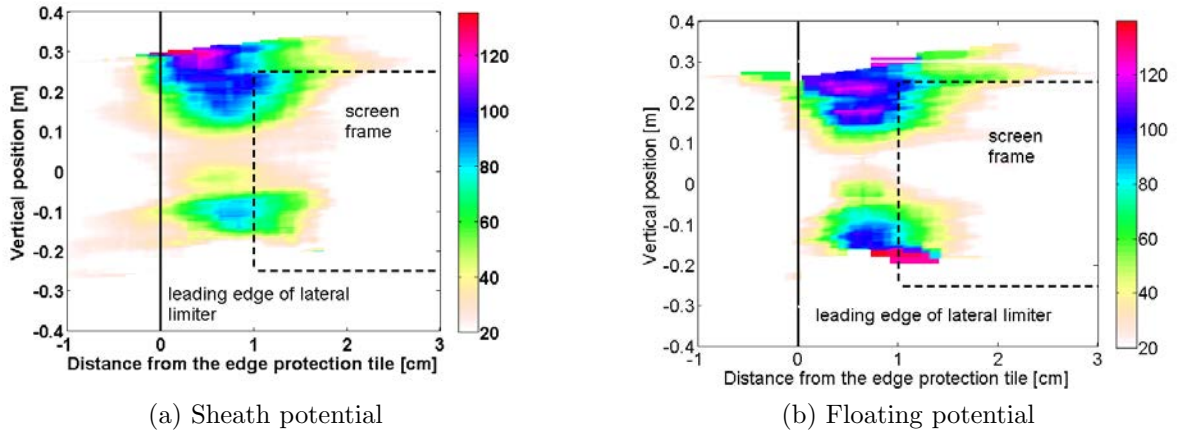 0.4
0.3
0.2
0.1
0
-0.1
-0.2
-0.3
-0.4
Vertical position [m]
screen
frame
leading edge of lateral
limiter
-1 0 1 2 3
Distance from the edge protection tile [cm]
120
100
80
60
40
20
(a) Sheath potential
0.4
0.3
0.2
0.1
0
-0.1
-0.2
-0.3
-0.4
Vertical position [m]
screen
frame
leading edge of lateral limiter
-1 0 1 2 3
Distance from the edge protection tile [cm]
120
100
80
60
40
20
(b) Floating potential